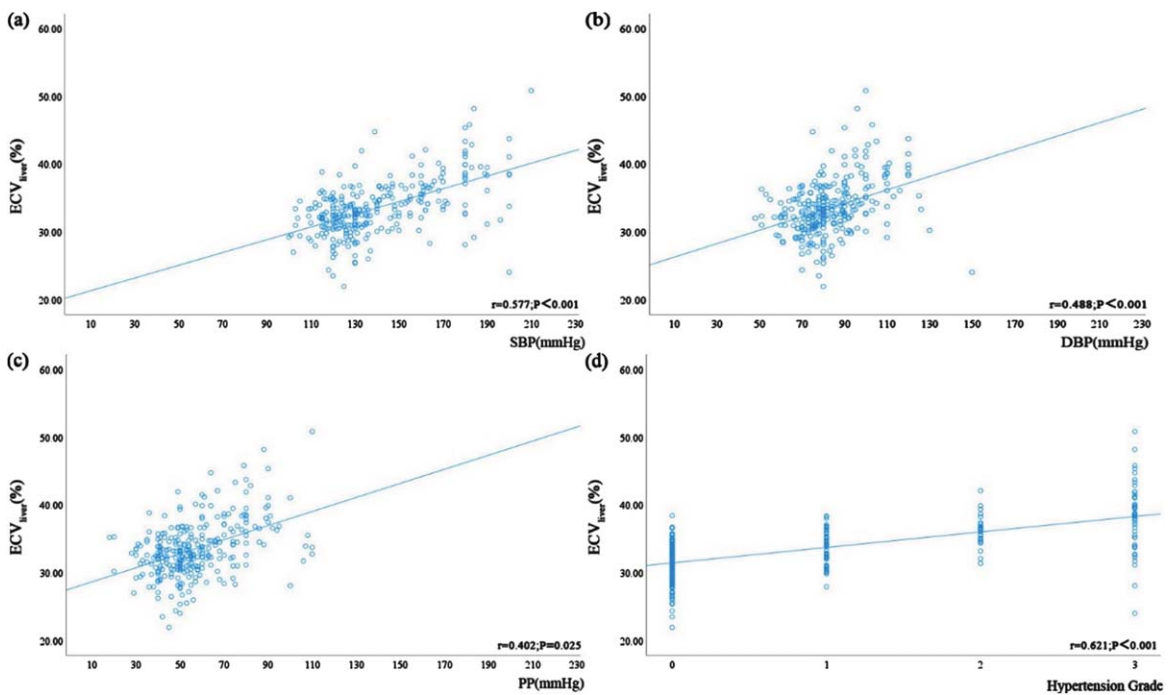 (a)
60.00
50.00
40.00
30.00
20.00
ECVliver(%)
r=0.577;P<0.001
10 30 50 70 90 110 130 150 170 190 210 230
SBP(mmHg)
(b)
60.00
50.00
40.00
30.00
20.00
ECVliver(%)
r=0.488;P<0.001
10 30 50 70 90 110 130 150 170 190 210 230
DBP(mmHg)
(c)
60.00
50.00
40.00
30.00
20.00
ECVliver(%)
r=0.402;P=0.025
10 30 50 70 90 110 130 150 170 190 210 230
PP(mmHg)
(d)
60.00
50.00
40.00
30.00
20.00
ECVliver(%)
r=0.621;P<0.001
0 1 2 3
Hypertension Grade